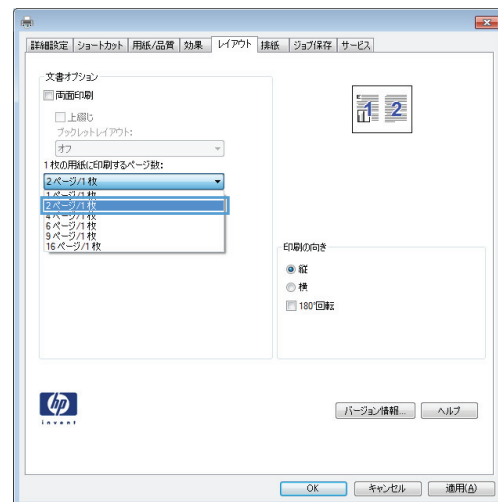 詳細設定 ショートカット 用紙/品質 効果 レイアウト 排紙 ジョブ保存 サービス
文書オプション
両面印刷
上綴じ
ブックレットレイアウト:
オフ
1枚の用紙に印刷するページ数:
2 ページ/1 枚
1 ページ/1 枚
2 ページ/1 枚
4 ページ/1 枚
6 ページ/1 枚
9 ページ/1 枚
16 ページ/1 枚
1 2
印刷の向き
縦
横
180°回転
hp
invent
バージョン情報... ヘルプ
OK キャンセル 適用(A)